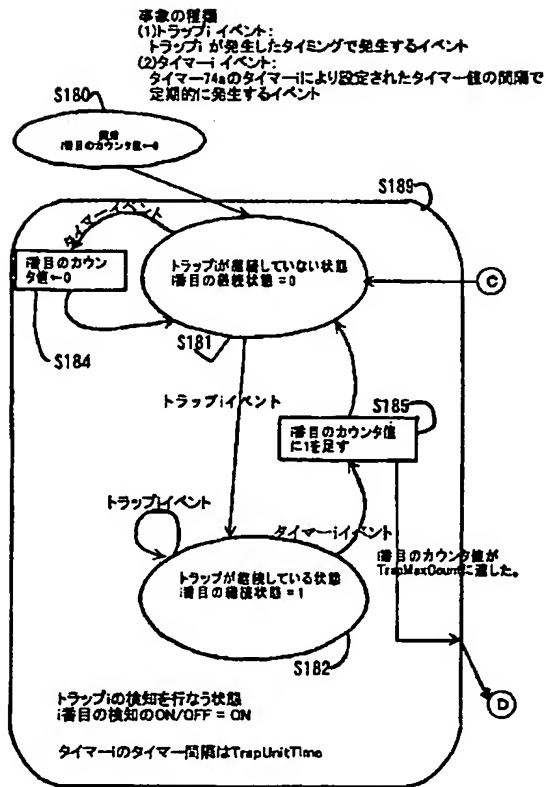 事象の種類
(1)トラップi イベント:
トラップi が発生したタイミングで発生するイベント
(2)タイマーi イベント:
タイマー74aのタイマーiにより設定されたタイマー値の間隔で
定期的に発生するイベント
S180
i番目のカウンタ値←0
S189
タイマーiイベント
i番目のカウン
タ値←0
トラップiが継続していない状態
i番目の継続状態 = 0
C
S184
S181
トラップiイベント
S185
i番目のカウンタ値
に1を足す
トラップiイベント
タイマーiイベント
i番目のカウンタ値が
TrapMaxCountに達した。
トラップが継続している状態
i番目の継続状態 = 1
S182
D
トラップiの検知を行なう状態
i番目の検知のON/OFF = ON
タイマーiのタイマー間隔はTrapUnitTime